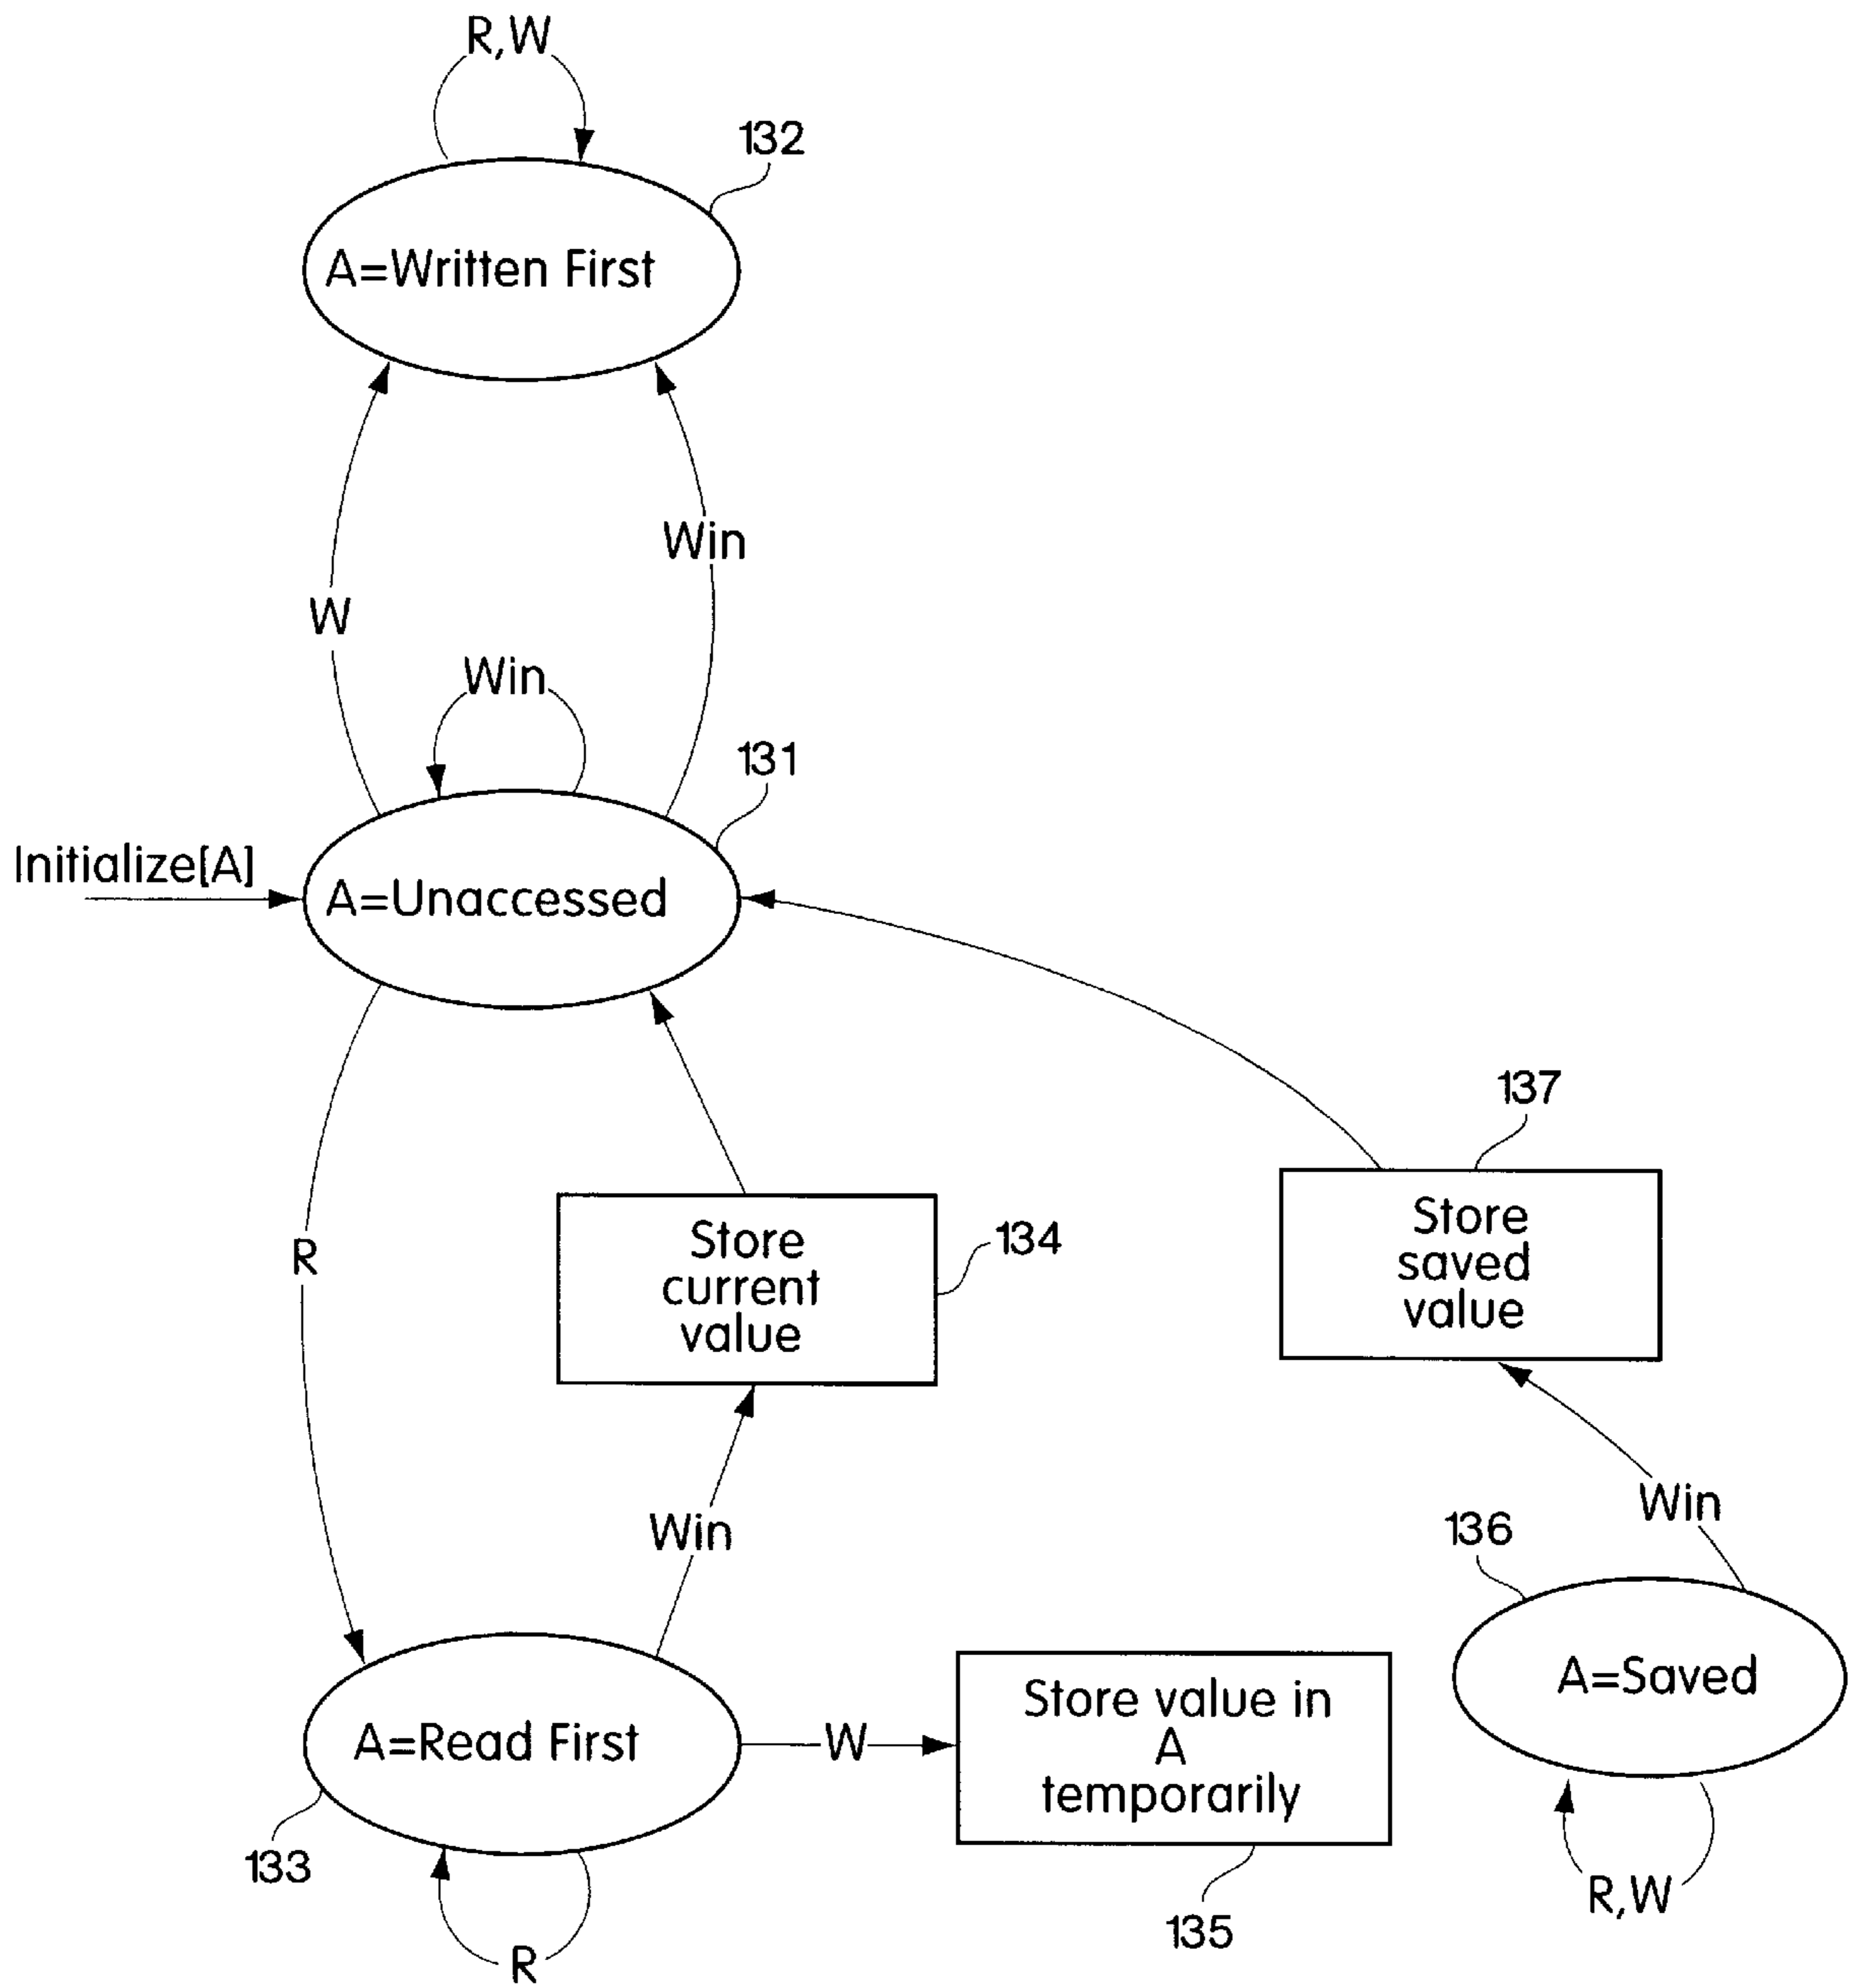 R,W
132
A=Written First
Win
W
Win
131
Initialize[A]
A=Unaccessed
137
Store
saved
value
134
Store
current
value
R
Win
136
Win
A=Saved
Store value in
A
temporarily
A=Read First
W
133
R,W
135
R